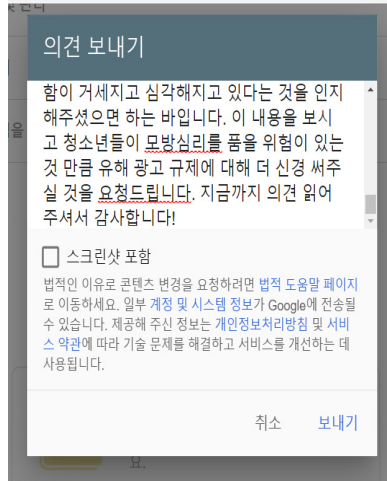 의견 보내기
함이 거세지고 심각해지고 있다는 것을 인지
해주셨으면 하는 바입니다. 이 내용을 보시
고 청소년들이 모방심리를 품을 위험이 있는
것 만큼 유해 광고 규제에 대해 더 신경 써주
실 것을 요청드립니다. 지금까지 의견 읽어
주셔서 감사합니다!
스크린샷 포함
법적인 이유로 콘텐츠 변경을 요청하려면 법적 도움말 페이지
로 이동하세요. 일부 계정 및 시스템 정보가 Google에 전송될
수 있습니다. 제공해 주신 정보는 개인정보처리방침 및 서비
스 약관에 따라 기술 문제를 해결하고 서비스를 개선하는 데
사용됩니다.
취소 보내기
요.